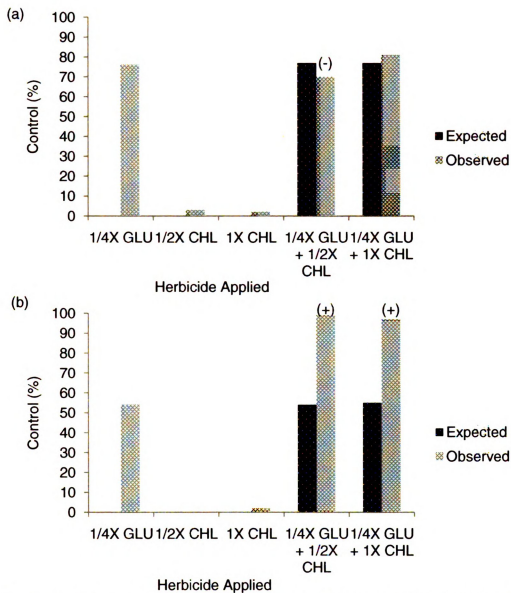 (a)
100
90
80
70
60
50
40
30
20
10
0
Control (%)
(-)
Expected
Observed
1/4X GLU 1/2X CHL 1X CHL 1/4X GLU 1/4X GLU
+ 1/2X + 1X CHL
CHL
Herbicide Applied
(b)
100
90
80
70
60
50
40
30
20
10
0
Control (%)
(+) (+)
Expected
Observed
1/4X GLU 1/2X CHL 1X CHL 1/4X GLU 1/4X GLU
+ 1/2X + 1X CHL
CHL
Herbicide Applied